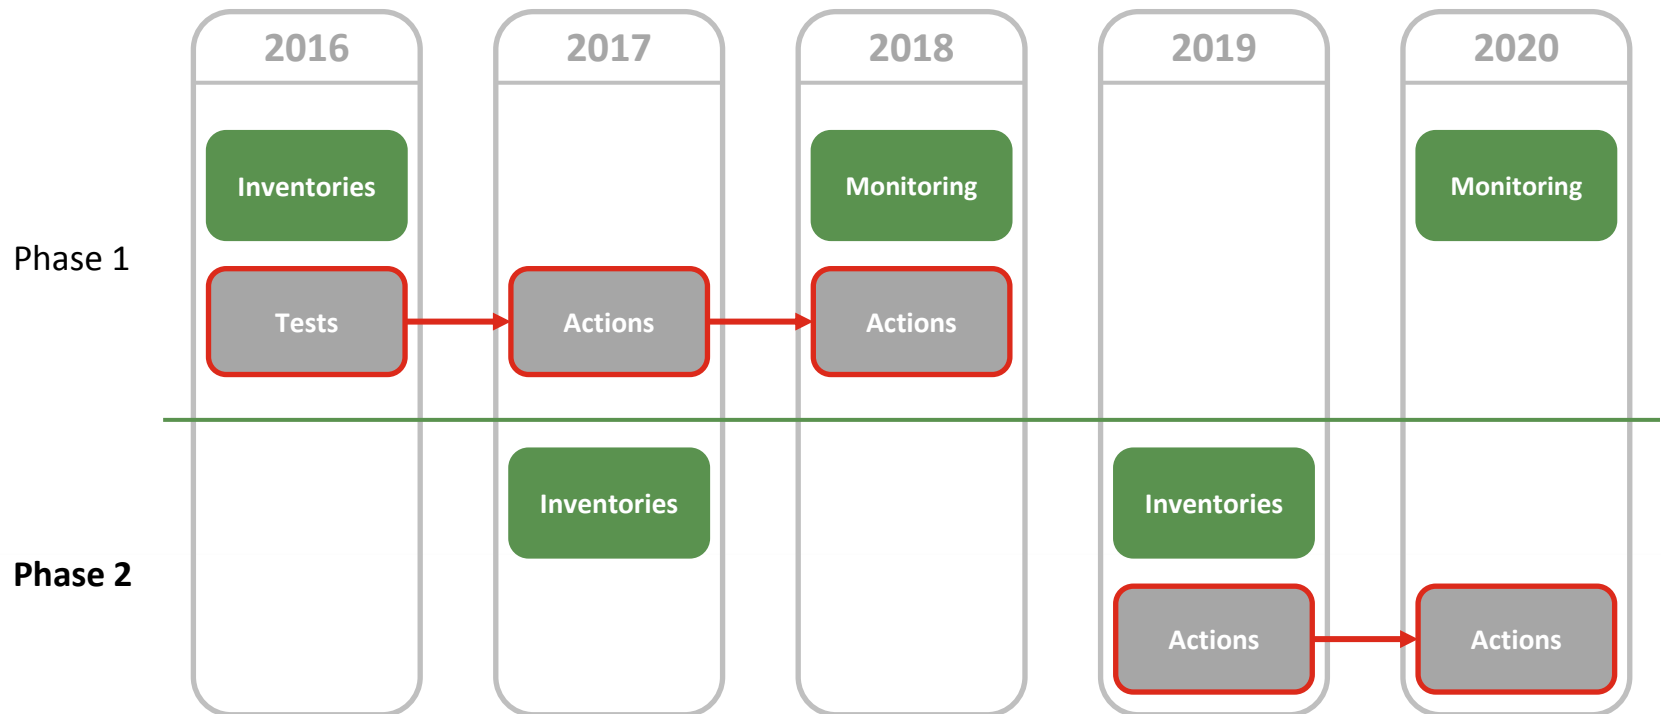 2016
2017
2018
2019
2020
Phase 1
Inventories
Monitoring
Monitoring
Tests
Actions
Actions
Phase 2
Inventories
Inventories
Actions
Actions